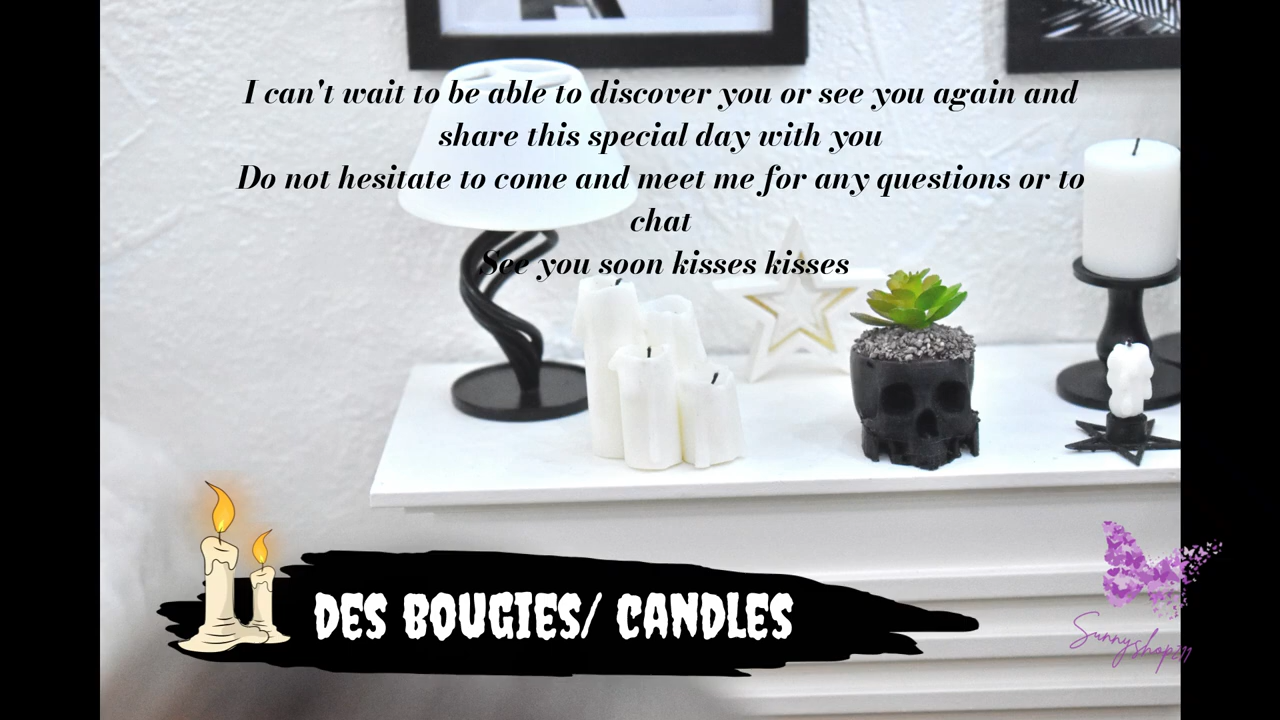 I can't wait to be able to discover you or see you again and
share this special day with you
Do not hesitate to come and meet me for any questions or to
chat
See you soon kisses kisses
DES BOUGIES/ CANDLES